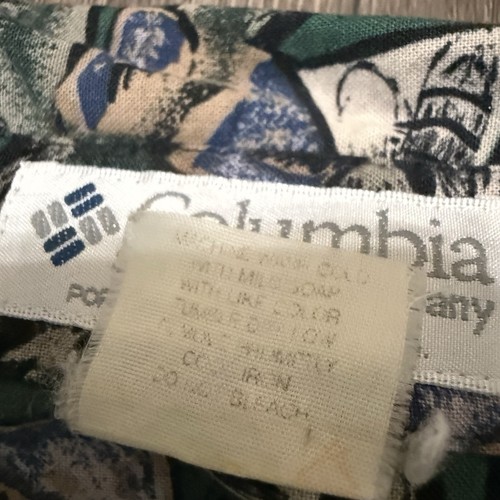 Columbia
POR any
MACHINE WASH COLD
WITH MILD SOAP
WITH LIKE COLOR
TUMBLE DRY LOW
PROMPTLY
COOL IRON
DO NOT BLEACH